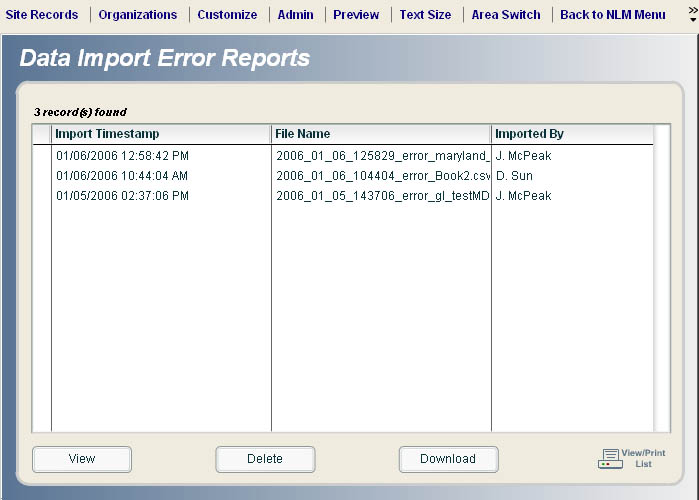 Site Records Organizations Customize Admin Preview Text Size Area Switch Back to NLM Menu »
Data Import Error Reports
3 record(s) found
Import Timestamp File Name Imported By
01/06/2006 12:58:42 PM 2006_01_06_125829_error_maryland_ J. McPeak
01/06/2006 10:44:04 AM 2006_01_06_104404_error_Book2.csv D. Sun
01/05/2006 02:37:06 PM 2006_01_05_143706_error_gl_testMD J. McPeak
View Delete Download View/Print
List